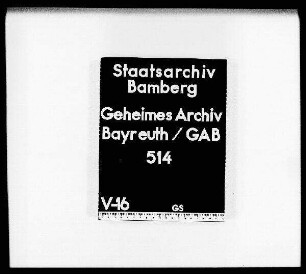 Staatsarchiv
Bamberg
Geheimes Archiv
Bayreuth / GAB
514
V-16 GS